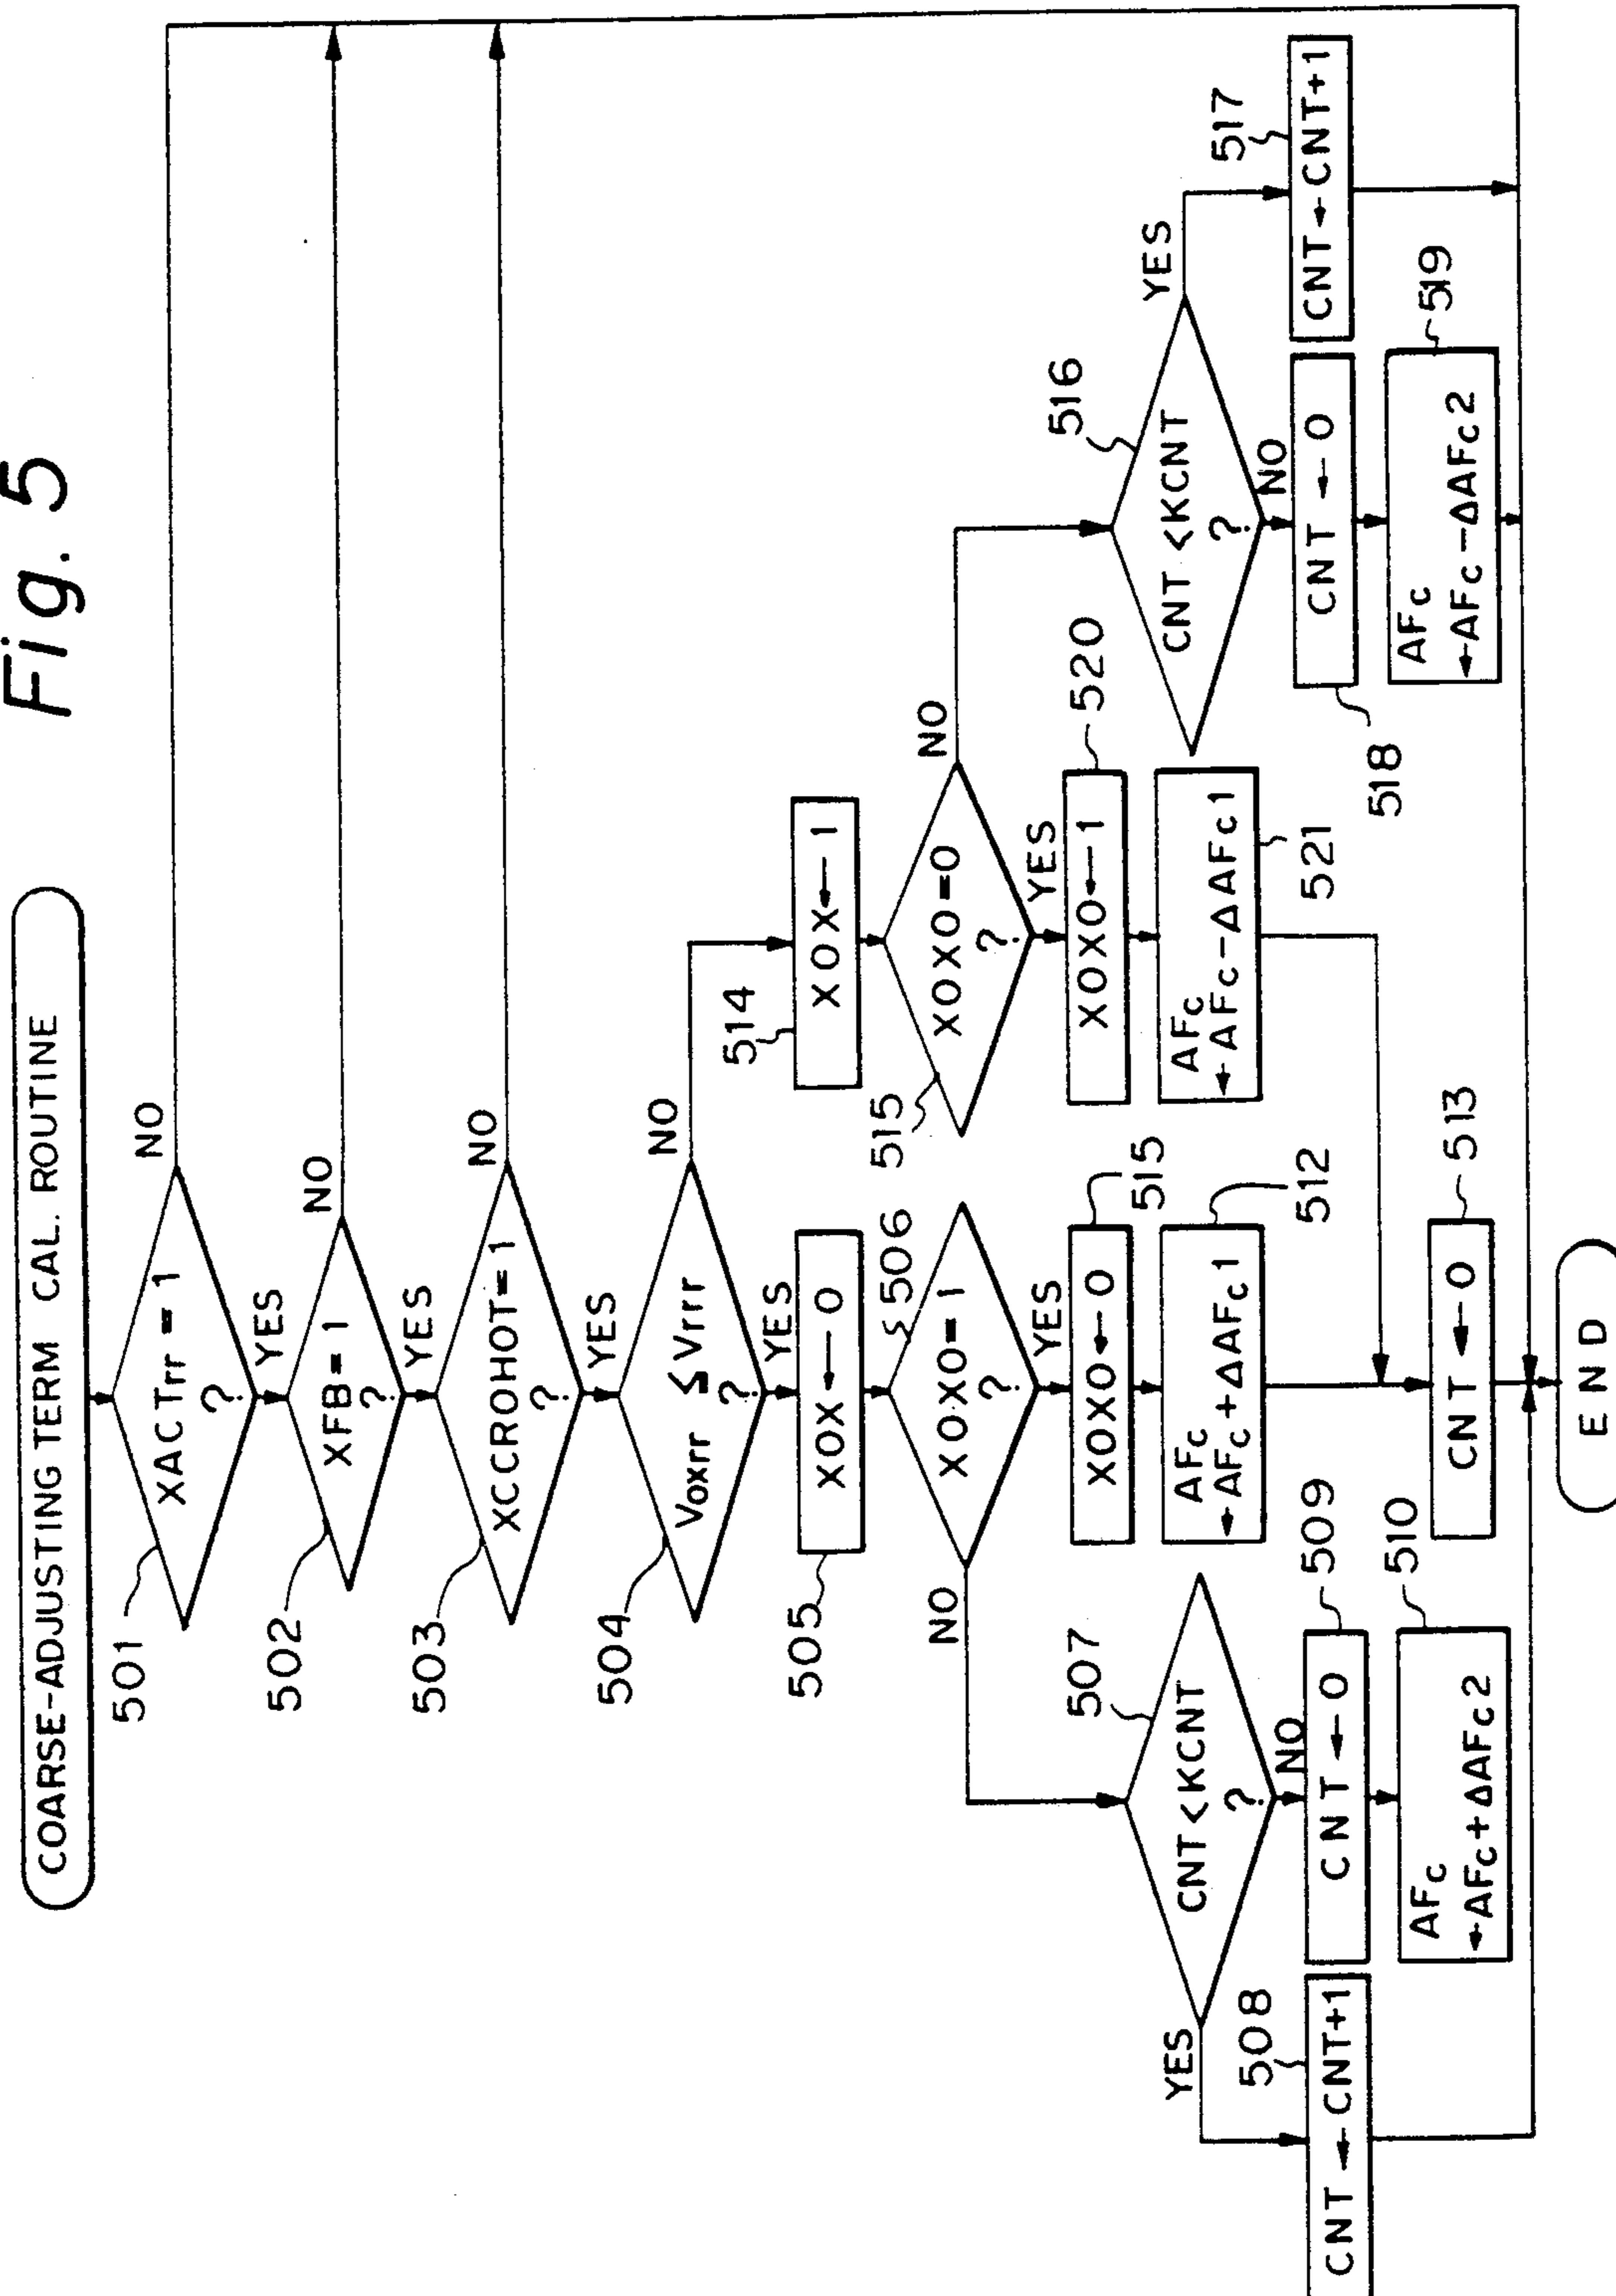 Fig. 5
COARSE-ADJUSTING TERM CAL. ROUTINE
501
XACTrr = 1
?
NO
YES
502
XFB = 1
?
NO
YES
503
XCCROHOT = 1
?
NO
YES
504
Voxrr ≦ Vrrr
?
NO
YES
505
XOX ← 0
514
XOX ← 1
506
XOXO = 1
?
NO
YES
515
XOXO = 0
?
NO
YES
507
CNT < KCNT
?
YES
NO
515
XOXO ← 0
520
XOXO ← 1
516
CNT < KCNT
?
YES
NO
512
AFc
← AFc + ΔAFc1
521
AFc
← AFc - ΔAFc1
508
CNT ← CNT+1
509
CNT ← 0
518
CNT ← 0
517
CNT ← CNT+1
510
AFc
← AFc + ΔAFc2
513
CNT ← 0
519
AFc
← AFc - ΔAFc2
END